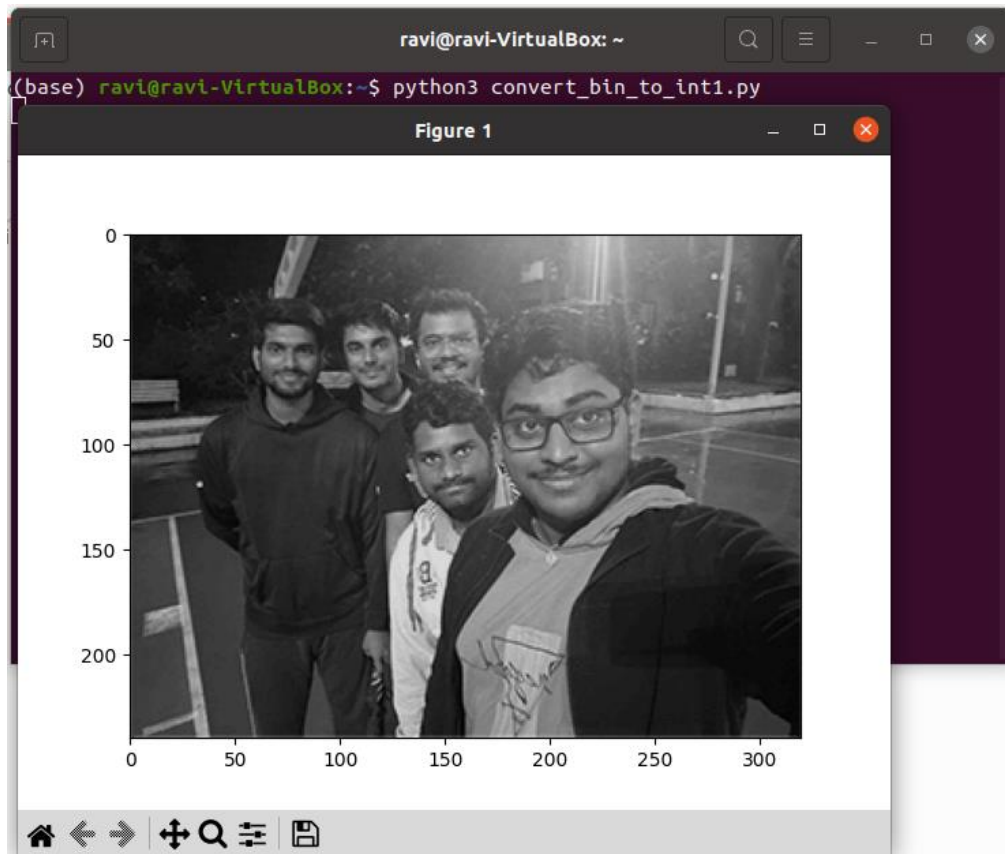 ravi@ravi-VirtualBox: ~
(base) ravi@ravi-VirtualBox:~$ python3 convert_bin_to_int1.py
Figure 1
0
50
100
150
200
0 50 100 150 200 250 300